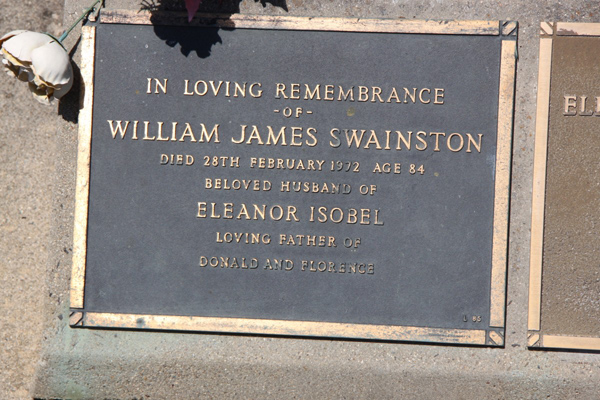 IN LOVING REMEMBRANCE
-OF-
WILLIAM JAMES SWAINSTON
DIED 28TH FEBRUARY 1972 AGE 84
BELOVED HUSBAND OF
ELEANOR ISOBEL
LOVING FATHER OF
DONALD AND FLORENCE
EL